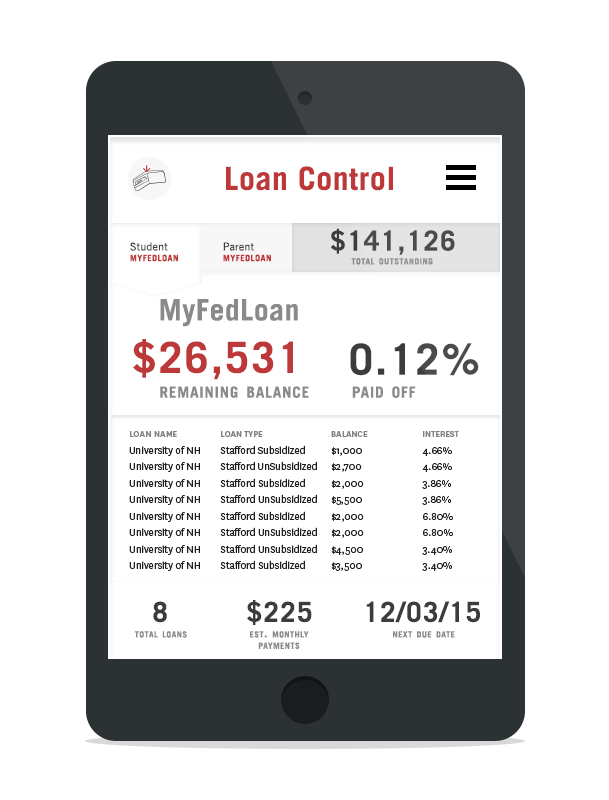 Loan Control
Student
MYFEDLOAN
Parent
MYFEDLOAN
$141,126
TOTAL OUTSTANDING
MyFedLoan
$26,531
REMAINING BALANCE
0.12%
PAID OFF
LOAN NAME LOAN TYPE BALANCE INTEREST
University of NH Stafford Subsidized $1,000 4.66%
University of NH Stafford UnSubsidized $2,700 4.66%
University of NH Stafford Subsidized $2,000 3.86%
University of NH Stafford UnSubsidized $5,500 3.86%
University of NH Stafford Subsidized $2,000 6.80%
University of NH Stafford UnSubsidized $2,000 6.80%
University of NH Stafford UnSubsidized $4,500 3.40%
University of NH Stafford Subsidized $3,500 3.40%
8
TOTAL LOANS
$225
EST. MONTHLY
PAYMENTS
12/03/15
NEXT DUE DATE